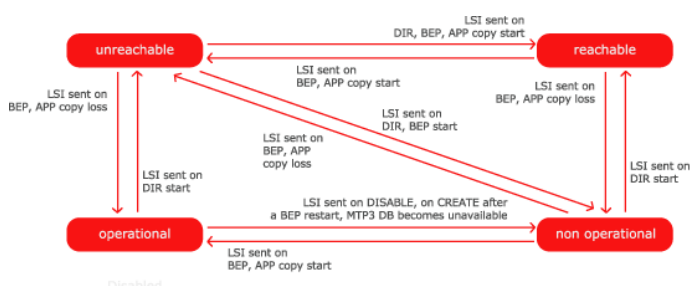 LSI sent on
DIR, BEP, APP copy start
unreachable
reachable
LSI sent on
BEP, APP copy start
LSI sent on
BEP, APP copy loss
LSI sent on
BEP, APP copy loss
LSI sent on
DIR, BEP start
LSI sent on
BEP, APP
copy loss
LSI sent on
DIR start
LSI sent on
DIR start
LSI sent on DISABLE, on CREATE after
a BEP restart, MTP3 DB becomes unavailable
operational
non operational
LSI sent on
BEP, APP copy start
Disabled